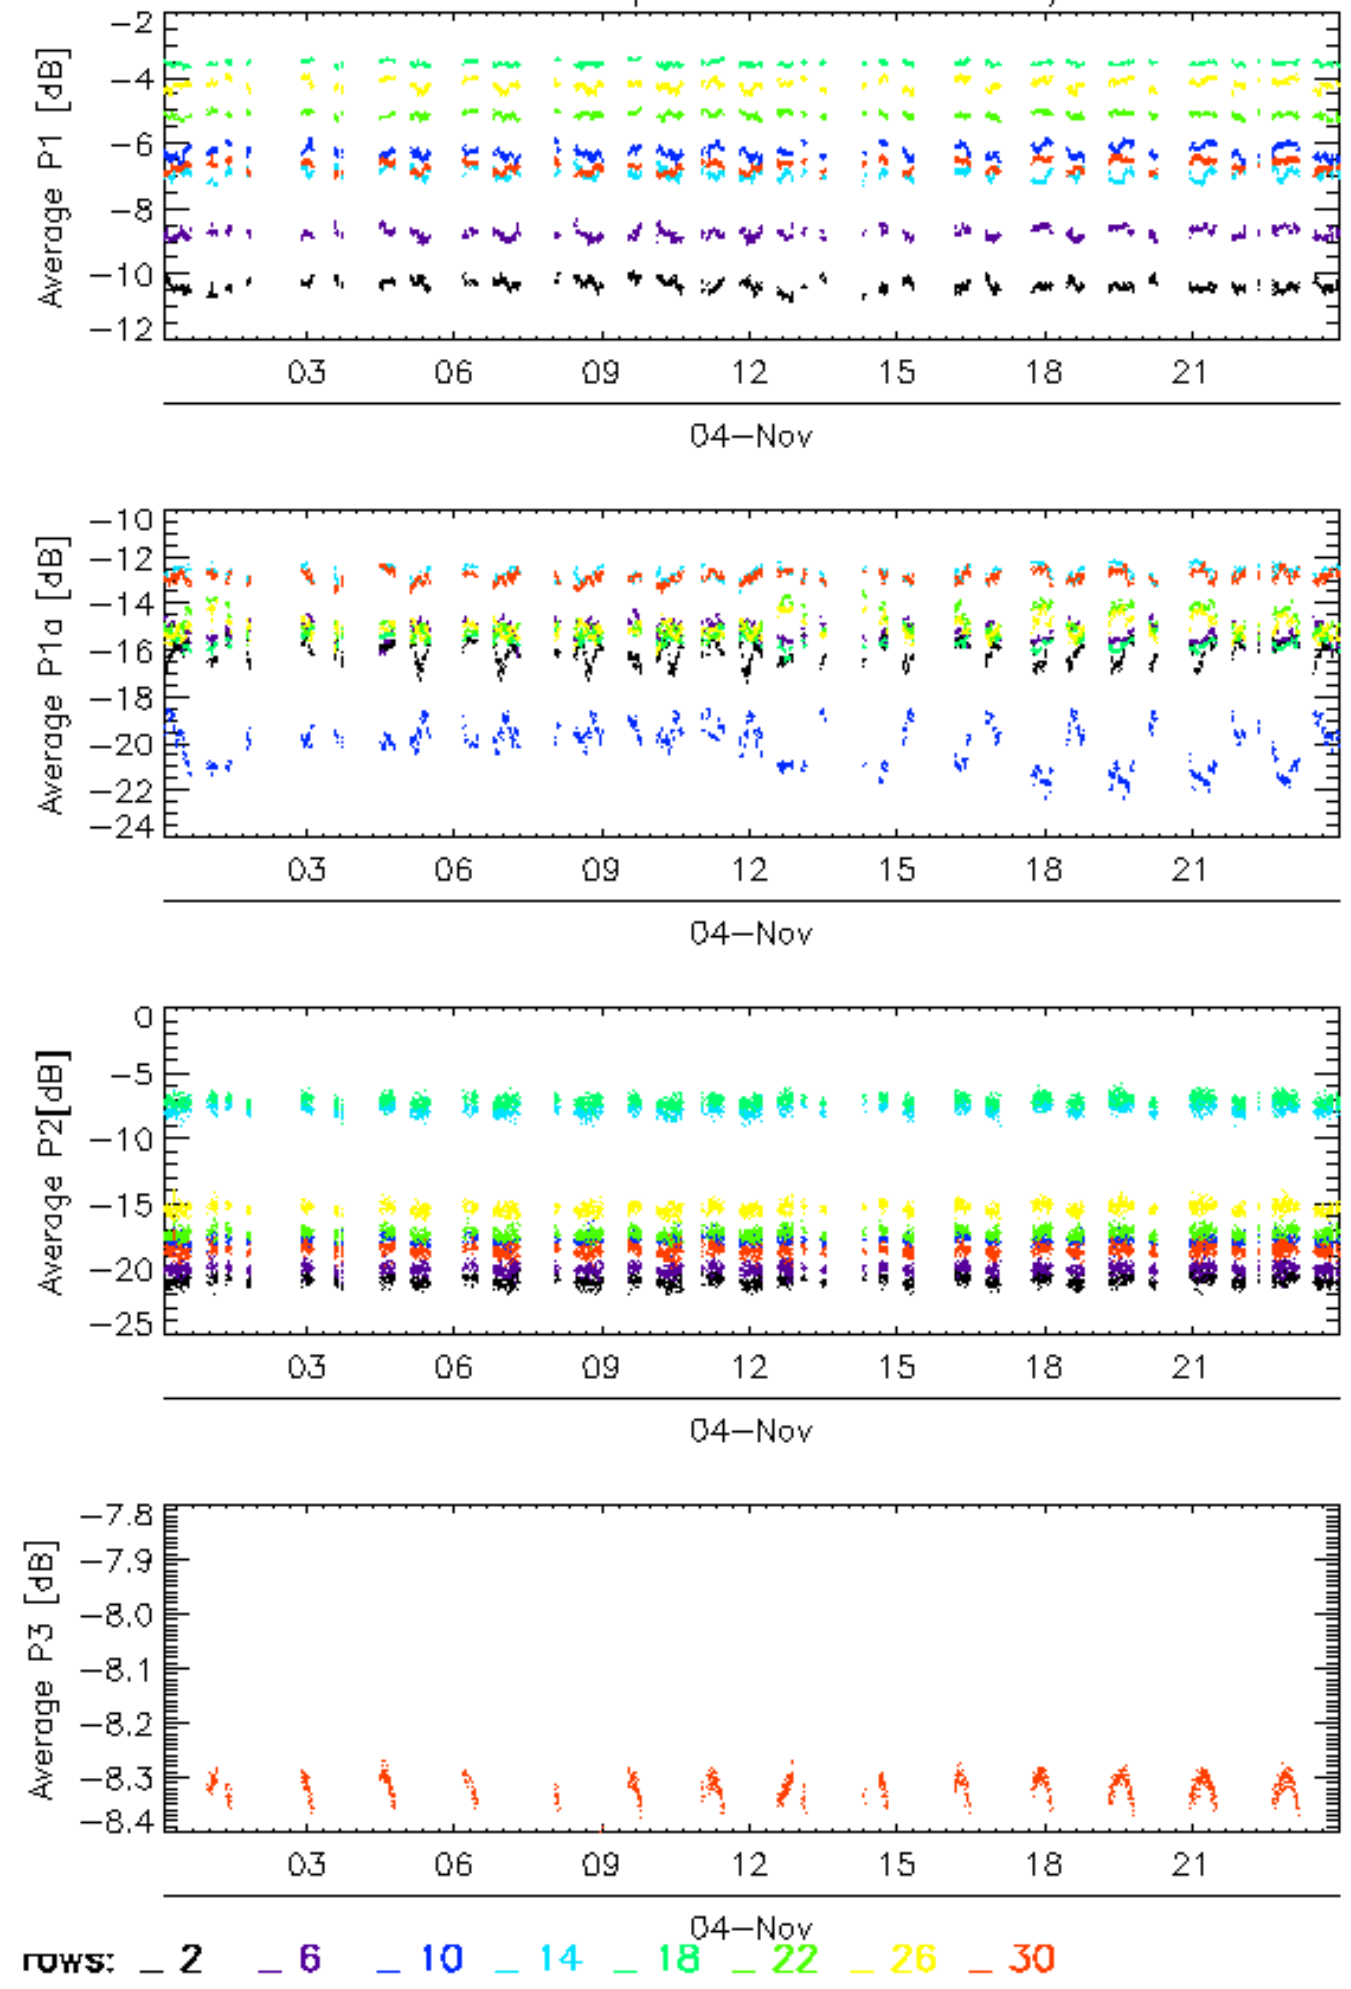 Average P1 [dB]
-2
-4
-6
-8
-10
-12
03 06 09 12 15 18 21
04-Nov
Average P1a [dB]
-10
-12
-14
-16
-18
-20
-22
-24
03 06 09 12 15 18 21
04-Nov
Average P2[dB]
0
-5
-10
-15
-20
-25
03 06 09 12 15 18 21
04-Nov
Average P3 [dB]
-7.8
-7.9
-8.0
-8.1
-8.2
-8.3
-8.4
03 06 09 12 15 18 21
04-Nov
rows: _ 2 _ 6 _ 10 _ 14 _ 18 _ 22 _ 26 _ 30